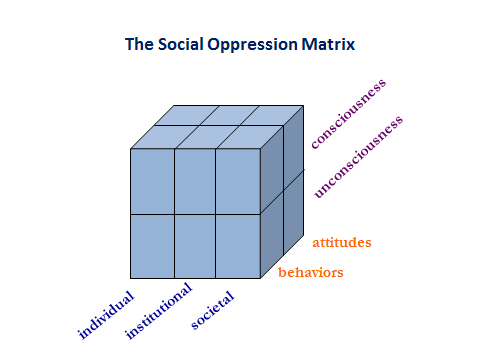 The Social Oppression Matrix
consciousness
unconsciousness
attitudes
behaviors
individual
institutional
societal